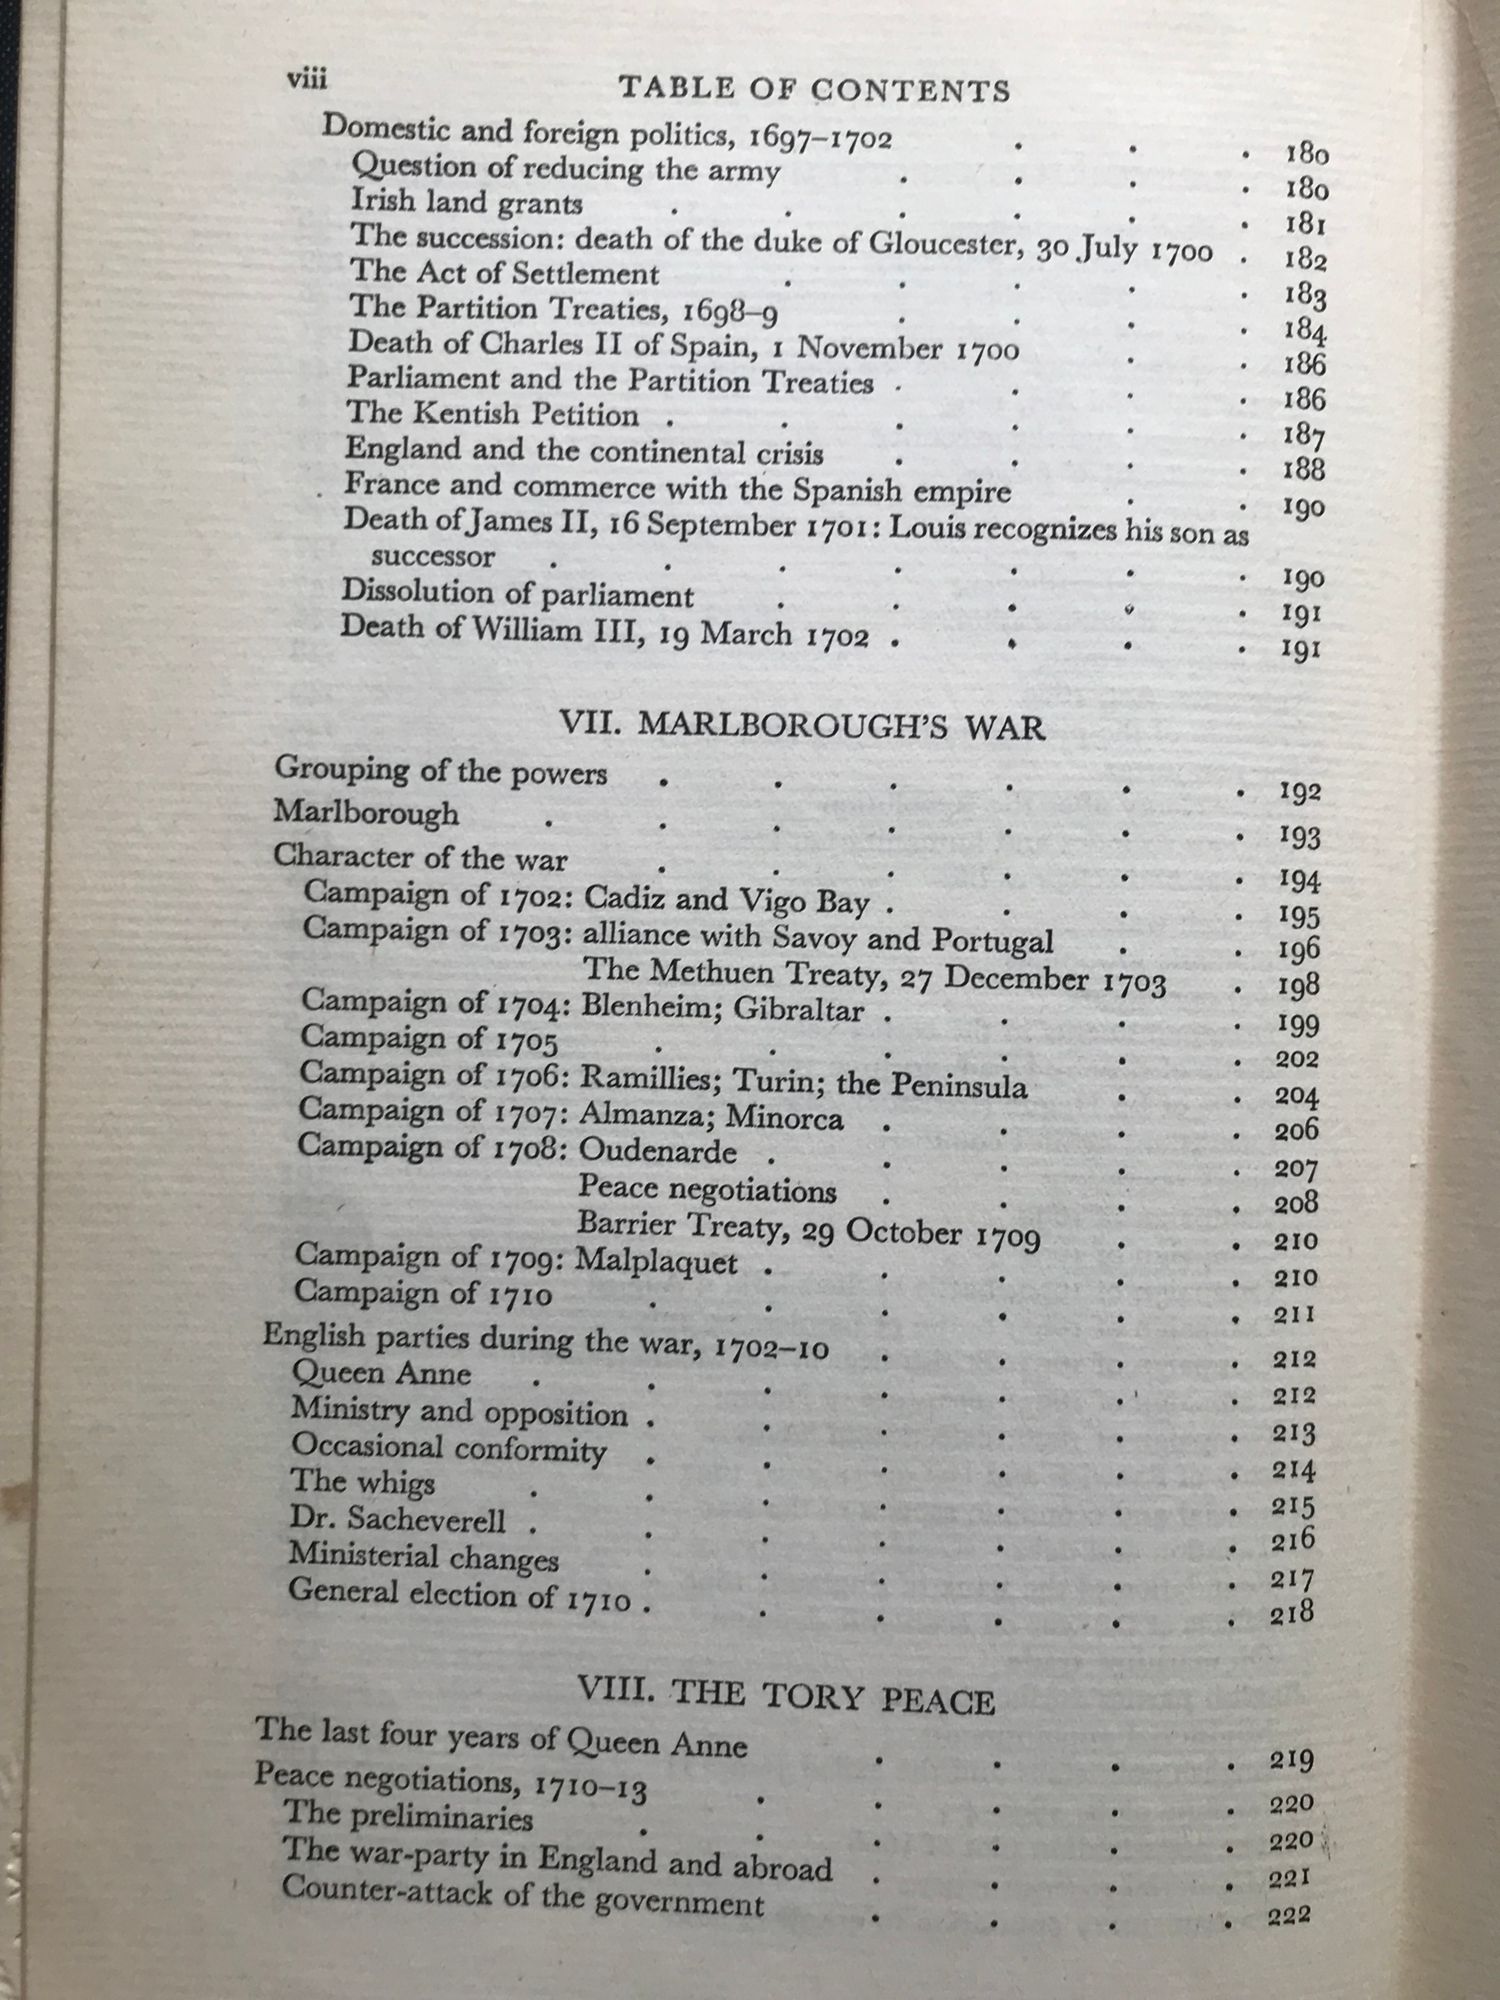 viii TABLE OF CONTENTS
Domestic and foreign politics, 1697–1702 . . . 180
Question of reducing the army . . . . 180
Irish land grants . . . . . . 181
The succession: death of the duke of Gloucester, 30 July 1700 . 182
The Act of Settlement . . . . . 183
The Partition Treaties, 1698–9 . . . . 184
Death of Charles II of Spain, 1 November 1700 . . 186
Parliament and the Partition Treaties . . . . 186
The Kentish Petition . . . . . . 187
England and the continental crisis . . . . 188
France and commerce with the Spanish empire . . 190
Death of James II, 16 September 1701: Louis recognizes his son as
successor . . . . . . . 190
Dissolution of parliament . . . . . 191
Death of William III, 19 March 1702 . . . . 191
VII. MARLBOROUGH'S WAR
Grouping of the powers . . . . . . 192
Marlborough . . . . . . . 193
Character of the war . . . . . . 194
Campaign of 1702: Cadiz and Vigo Bay . . . . 195
Campaign of 1703: alliance with Savoy and Portugal . . 196
The Methuen Treaty, 27 December 1703 . 198
Campaign of 1704: Blenheim; Gibraltar . . . . 199
Campaign of 1705 . . . . . . 202
Campaign of 1706: Ramillies; Turin; the Peninsula . . 204
Campaign of 1707: Almanza; Minorca . . . . 206
Campaign of 1708: Oudenarde . . . . . 207
Peace negotiations . . . . 208
Barrier Treaty, 29 October 1709 . . 210
Campaign of 1709: Malplaquet . . . . . 210
Campaign of 1710 . . . . . . 211
English parties during the war, 1702–10 . . . . 212
Queen Anne . . . . . . . 212
Ministry and opposition . . . . . . 213
Occasional conformity . . . . . . 214
The whigs . . . . . . . 215
Dr. Sacheverell . . . . . . . 216
Ministerial changes . . . . . . 217
General election of 1710 . . . . . . 218
VIII. THE TORY PEACE
The last four years of Queen Anne . . . . 219
Peace negotiations, 1710–13 . . . . . 220
The preliminaries . . . . . . 220
The war-party in England and abroad . . . . 221
Counter-attack of the government . . . . 222